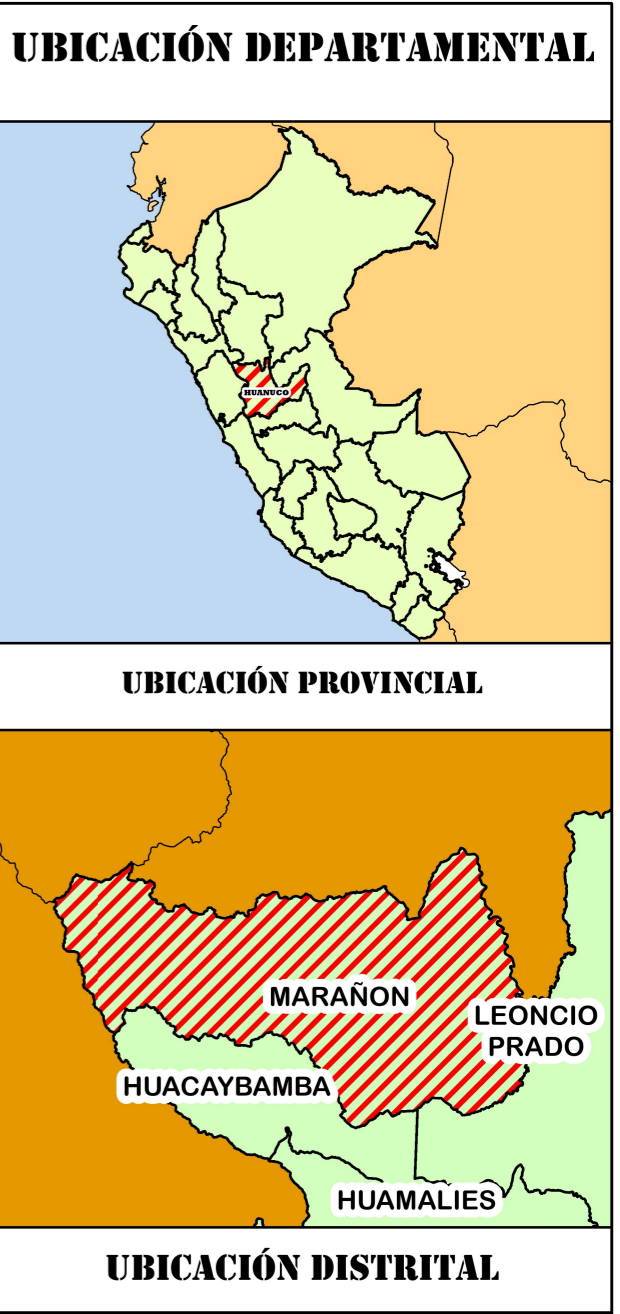 UBICACIÓN DEPARTAMENTAL
HUANUCO
UBICACIÓN PROVINCIAL
MARAÑON
LEONCIO
PRADO
HUACAYBAMBA
HUAMALIES
UBICACIÓN DISTRITAL